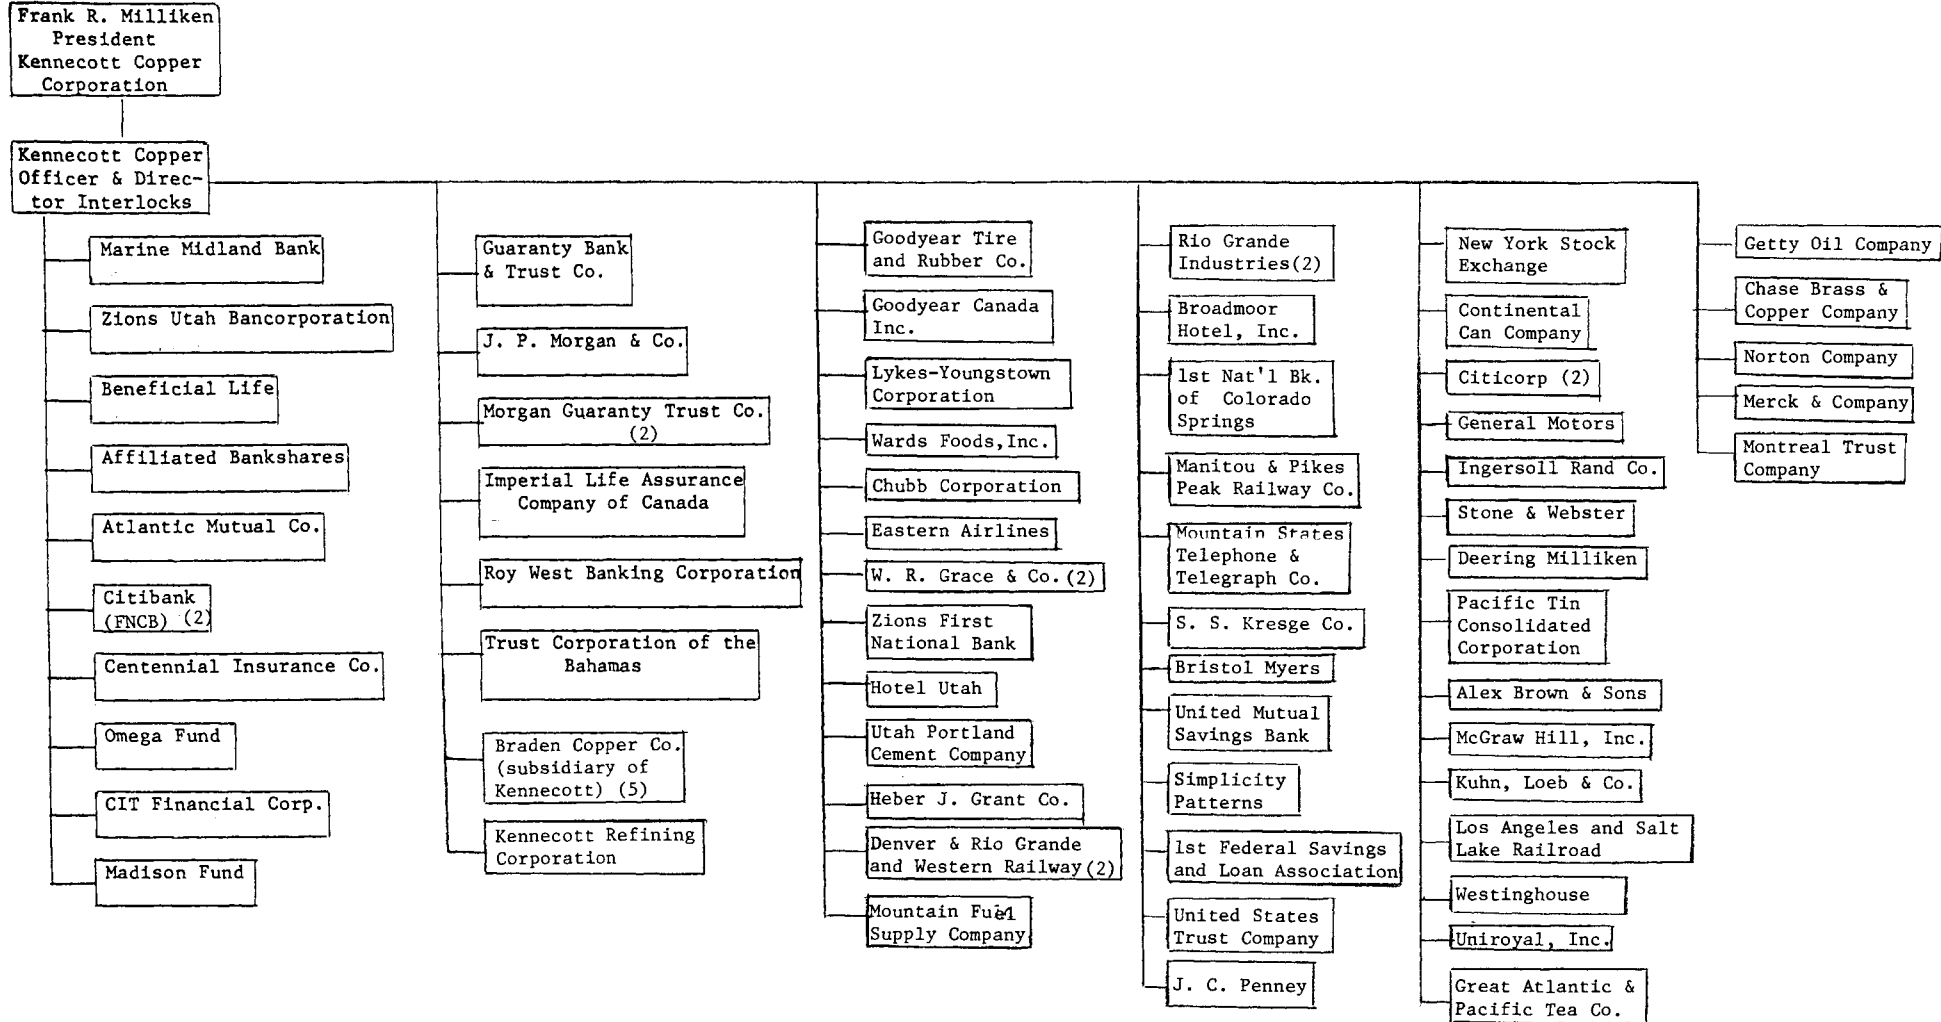 Frank R. Milliken
President
Kennecott Copper
Corporation
Kennecott Copper
Officer & Direc-
tor Interlocks
Marine Midland Bank
Zions Utah Bancorporation
Beneficial Life
Affiliated Bankshares
Atlantic Mutual Co.
Citibank
(FNCB) (2)
Centennial Insurance Co.
Omega Fund
CIT Financial Corp.
Madison Fund
Guaranty Bank
& Trust Co.
J. P. Morgan & Co.
Morgan Guaranty Trust Co.
(2)
Imperial Life Assurance
Company of Canada
Roy West Banking Corporation
Trust Corporation of the
Bahamas
Braden Copper Co.
(subsidiary of
Kennecott) (5)
Kennecott Refining
Corporation
Goodyear Tire
and Rubber Co.
Goodyear Canada
Inc.
Lykes-Youngstown
Corporation
Wards Foods,Inc.
Chubb Corporation
Eastern Airlines
W. R. Grace & Co.(2)
Zions First
National Bank
Hotel Utah
Utah Portland
Cement Company
Heber J. Grant Co.
Denver & Rio Grande
and Western Railway(2)
Mountain Fuel
Supply Company
Rio Grande
Industries(2)
Broadmoor
Hotel, Inc.
1st Nat'l Bk.
of Colorado
Springs
Manitou & Pikes
Peak Railway Co.
Mountain States
Telephone &
Telegraph Co.
S. S. Kresge Co.
Bristol Myers
United Mutual
Savings Bank
Simplicity
Patterns
1st Federal Savings
and Loan Association
United States
Trust Company
J. C. Penney
New York Stock
Exchange
Continental
Can Company
Citicorp (2)
General Motors
Ingersoll Rand Co.
Stone & Webster
Deering Milliken
Pacific Tin
Consolidated
Corporation
Alex Brown & Sons
McGraw Hill, Inc.
Kuhn, Loeb & Co.
Los Angeles and Salt
Lake Railroad
Westinghouse
Uniroyal, Inc.
Great Atlantic &
Pacific Tea Co.
Getty Oil Company
Chase Brass &
Copper Company
Norton Company
Merck & Company
Montreal Trust
Company